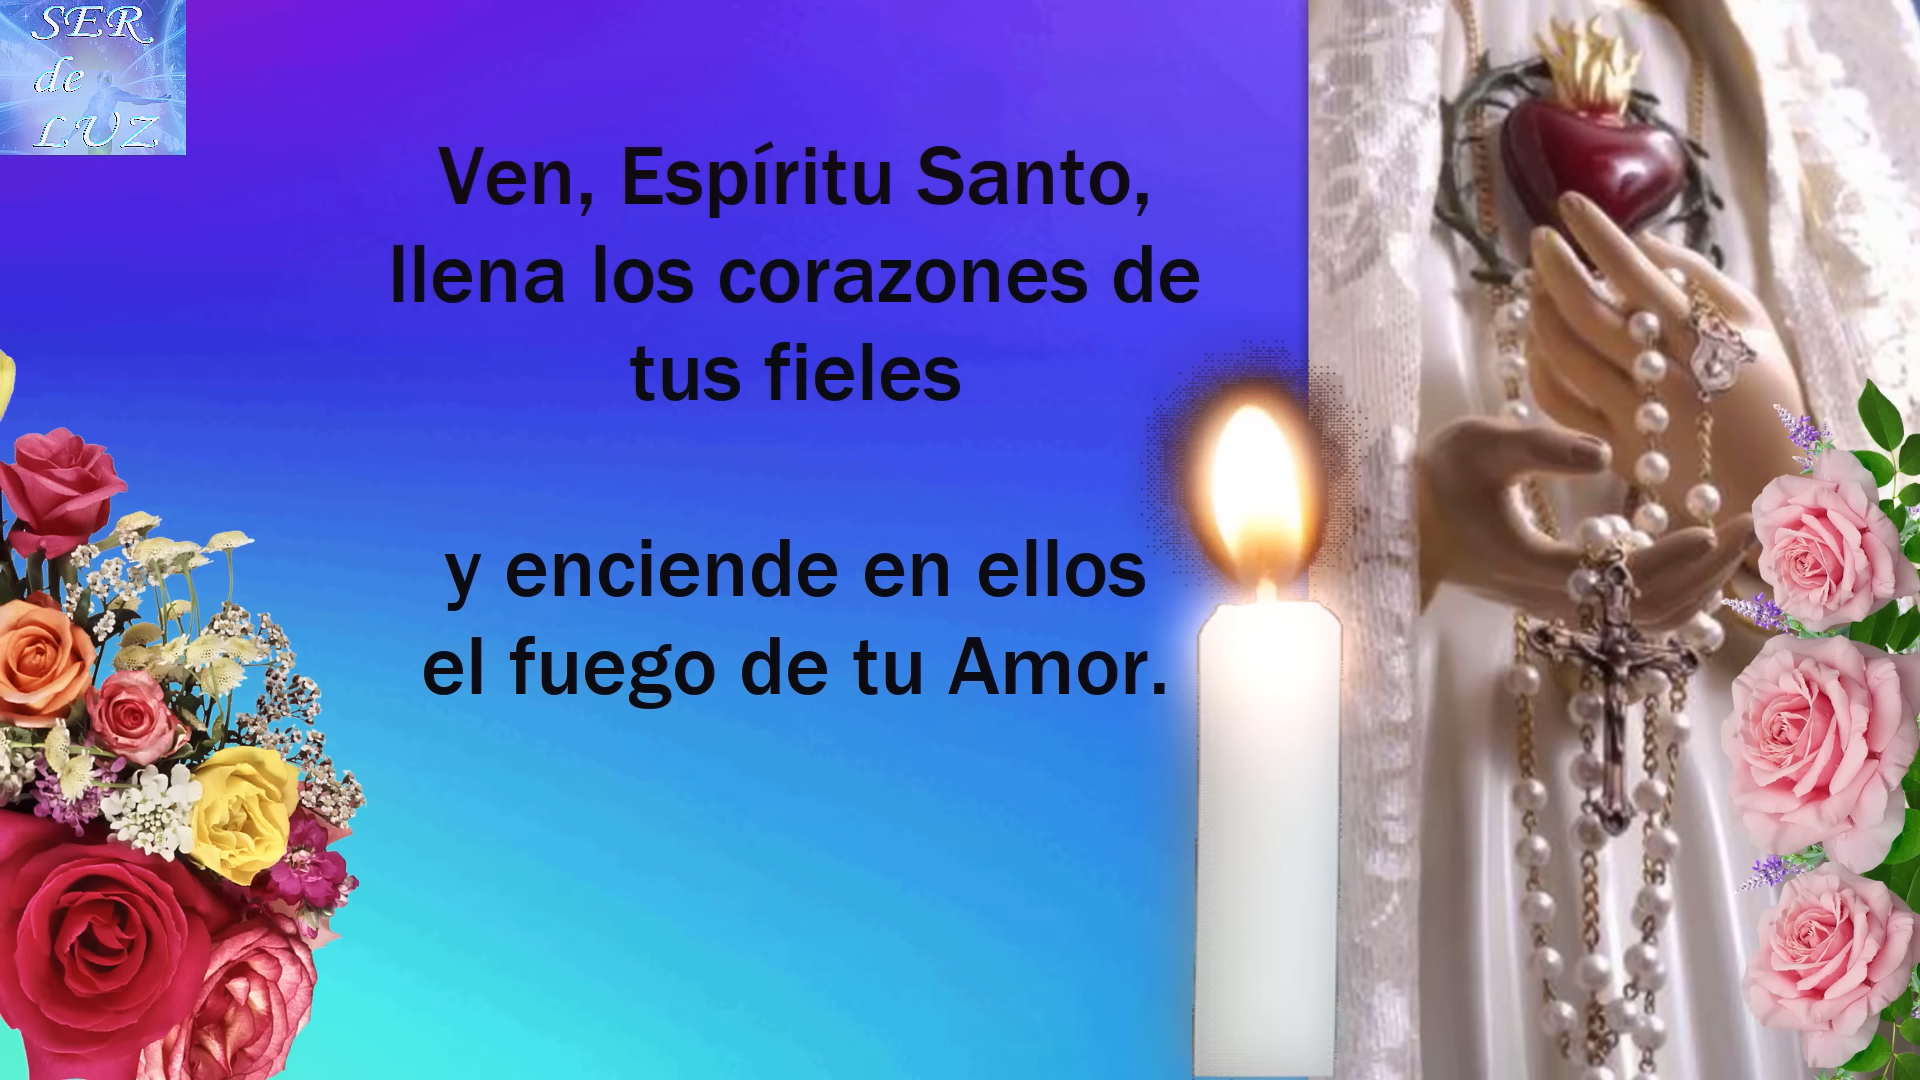 SER
de
LUZ
Ven, Espíritu Santo,
llena los corazones de
tus fieles
y enciende en ellos
el fuego de tu Amor.